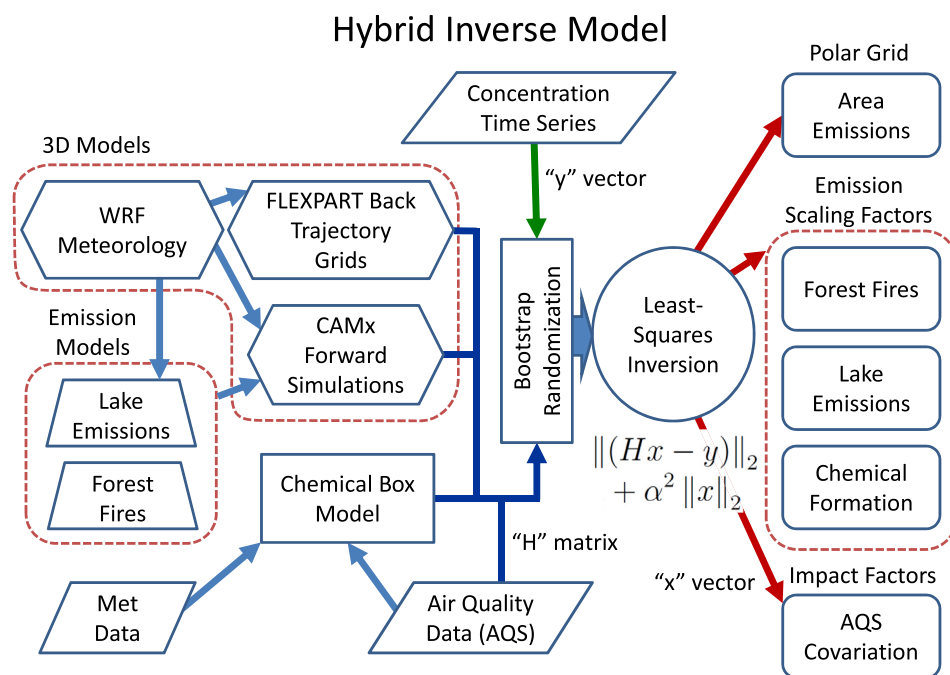 Hybrid Inverse Model
Polar Grid
Area
Emissions
Concentration
Time Series
"y" vector
3D Models
WRF
Meteorology
FLEXPART Back
Trajectory
Grids
Emission
Scaling Factors
Forest Fires
Lake
Emissions
Chemical
Formation
Bootstrap
Randomization
Least-
Squares
Inversion
Emission
Models
CAMx
Forward
Simulations
Lake
Emissions
Forest
Fires
Chemical Box
Model
‖(Hx − y)‖₂
+ α² ‖x‖₂
"H" matrix
"x" vector
Met
Data
Air Quality
Data (AQS)
Impact Factors
AQS
Covariation